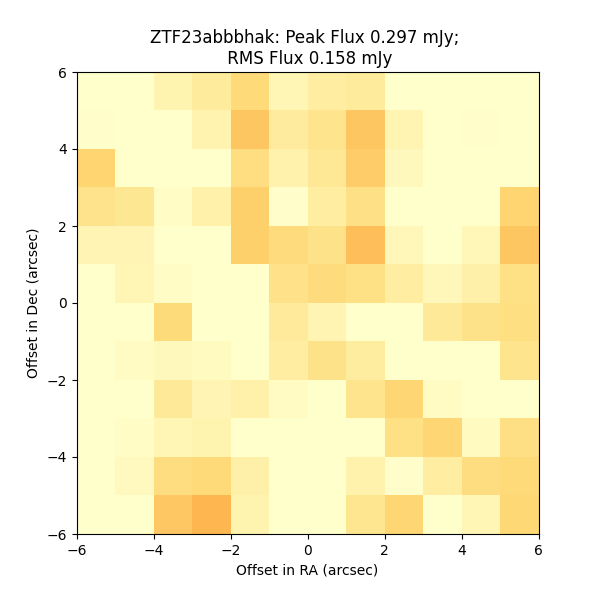 ZTF23abbbhak: Peak Flux 0.297 mJy;
RMS Flux 0.158 mJy
6
4
2
0
−2
−4
−6
Offset in Dec (arcsec)
−6 −4 −2 0 2 4 6
Offset in RA (arcsec)